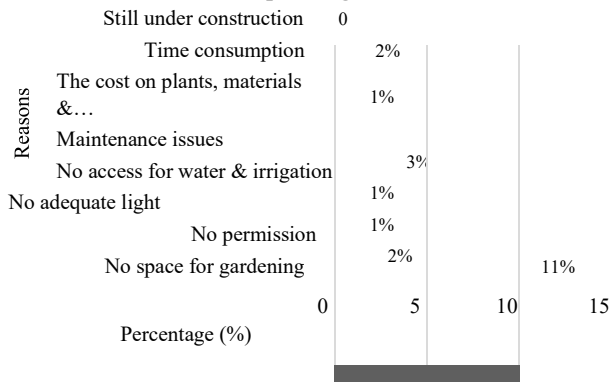 Still under construction 0
Time consumption 2%
The cost on plants, materials
&… 1%
Maintenance issues
3%
No access for water & irrigation
1%
No adequate light
1%
No permission
2%
No space for gardening 11%
0 5 10 15
Percentage (%)
Reasons